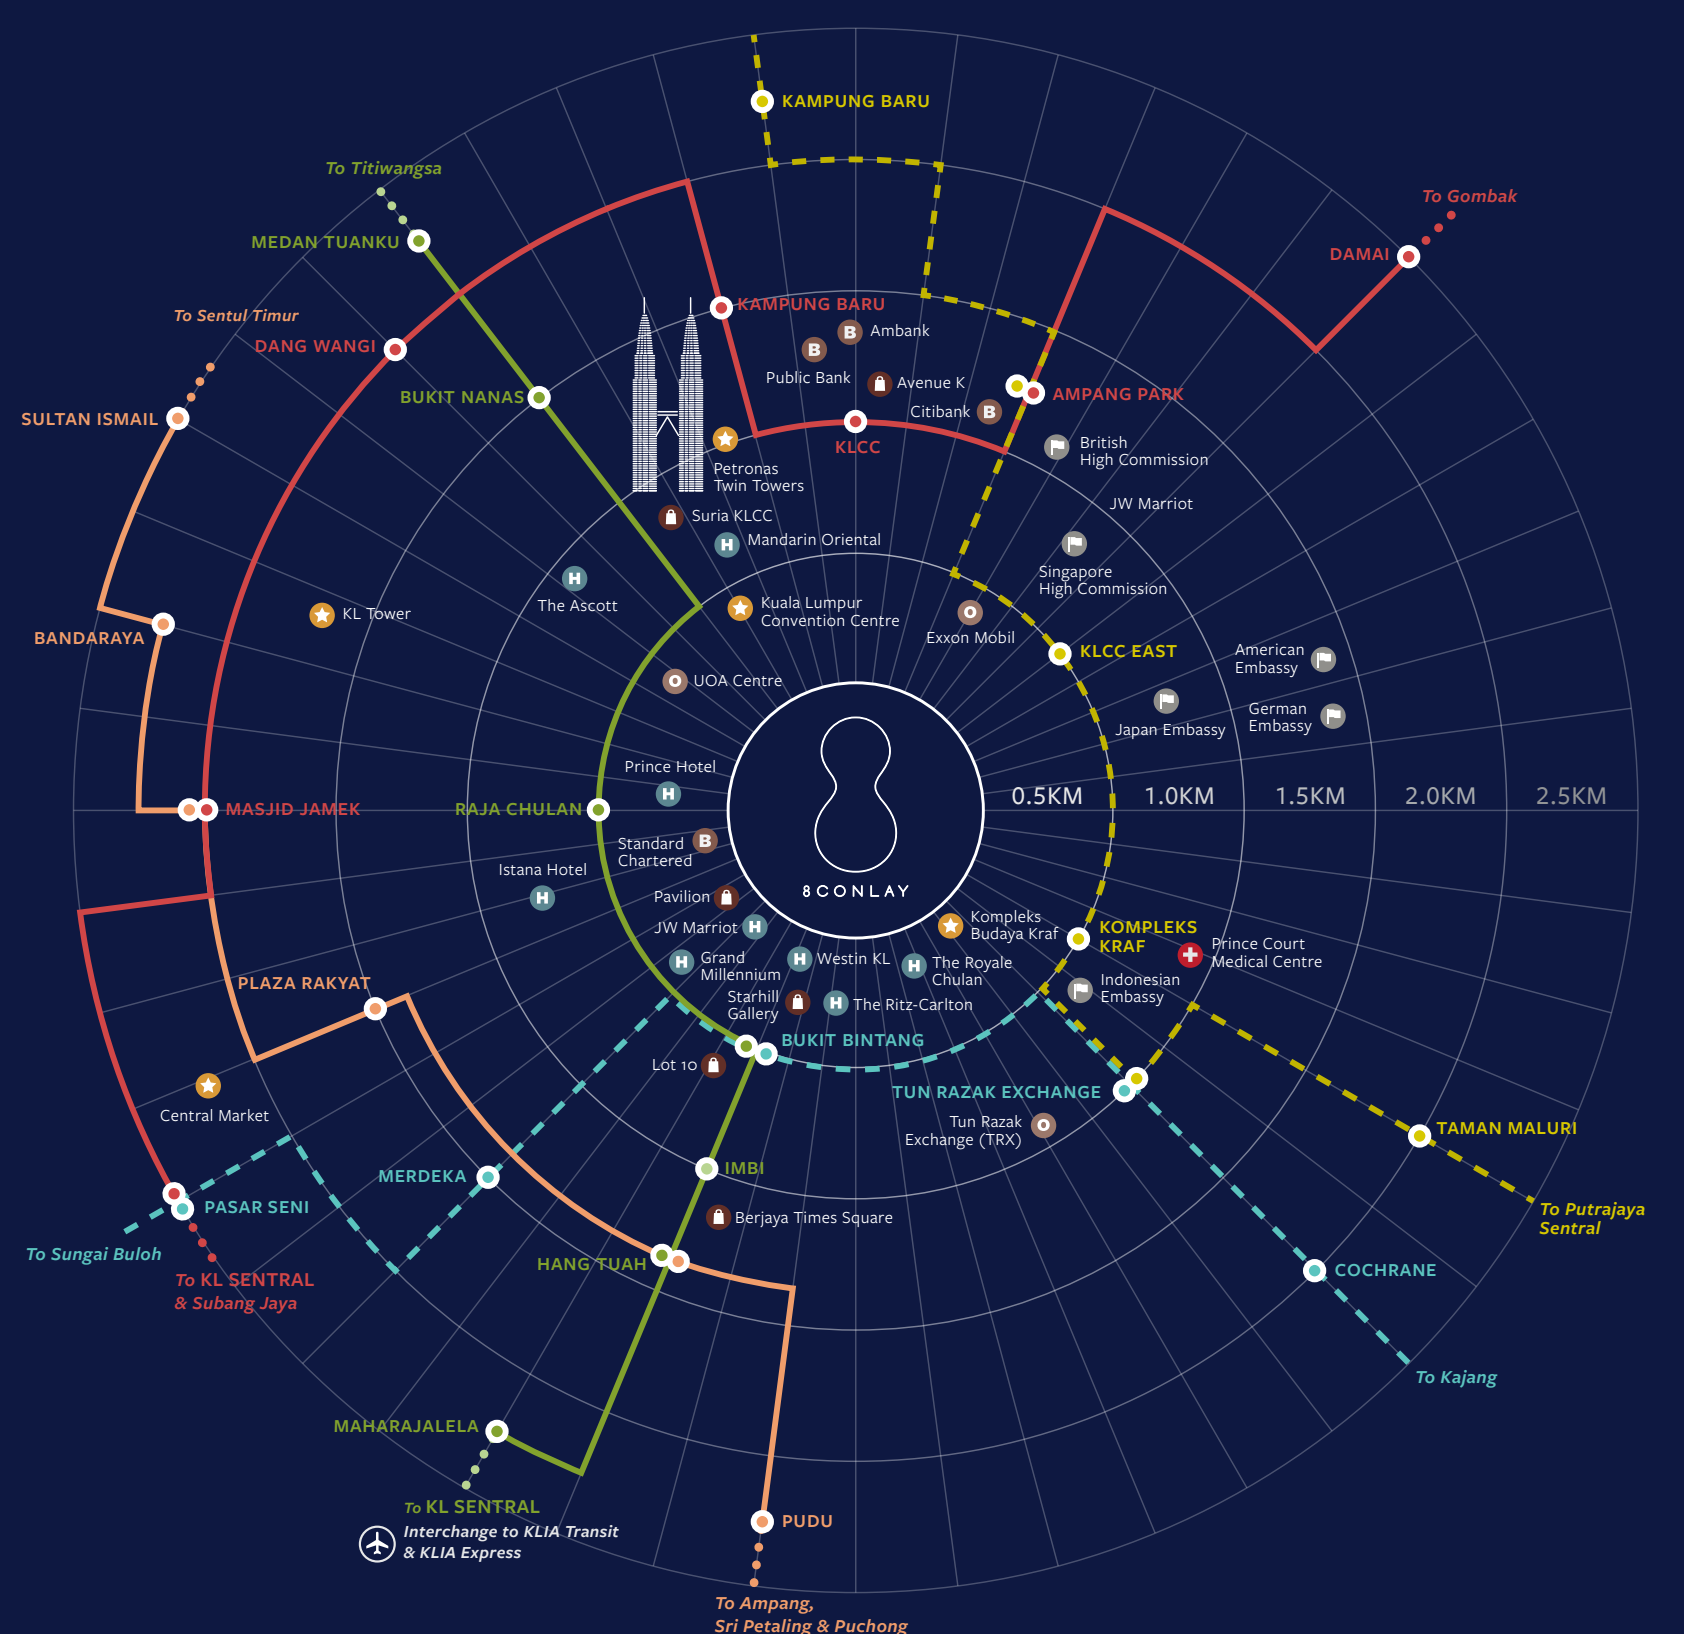 KAMPUNG BARU
To Titiwangsa
To Gombak
MEDAN TUANKU
DAMAI
KAMPUNG BARU
To Sentul Timur
Ambank
DANG WANGI
Public Bank
Avenue K
BUKIT NANAS
AMPANG PARK
Citibank
SULTAN ISMAIL
KLCC
British
High Commission
Petronas
Twin Towers
JW Marriot
Suria KLCC
Mandarin Oriental
Singapore
High Commission
The Ascott
Kuala Lumpur
Convention Centre
KL Tower
Exxon Mobil
BANDARAYA
KLCC EAST
American
Embassy
UOA Centre
German
Embassy
Japan Embassy
Prince Hotel
0.5KM
1.0KM
1.5KM
2.0KM
2.5KM
MASJID JAMEK
RAJA CHULAN
Standard
Chartered
Istana Hotel
8CONLAY
Pavilion
JW Marriot
Kompleks
Budaya Kraf
KOMPLEKS
KRAF
Prince Court
Medical Centre
Grand
Millennium
Westin KL
The Royale
Chulan
Indonesian
Embassy
PLAZA RAKYAT
Starhill
Gallery
The Ritz-Carlton
BUKIT BINTANG
Lot 10
TUN RAZAK EXCHANGE
Central Market
Tun Razak
Exchange (TRX)
TAMAN MALURI
MERDEKA
IMBI
PASAR SENI
Berjaya Times Square
To Putrajaya
Sentral
To Sungai Buloh
HANG TUAH
COCHRANE
To KL SENTRAL
& Subang Jaya
To Kajang
MAHARAJALELA
To KL SENTRAL
Interchange to KLIA Transit
& KLIA Express
PUDU
To Ampang,
Sri Petaling & Puchong
B
B
B
B
H
H
H
H
H
H
H
H
H
O
O
O